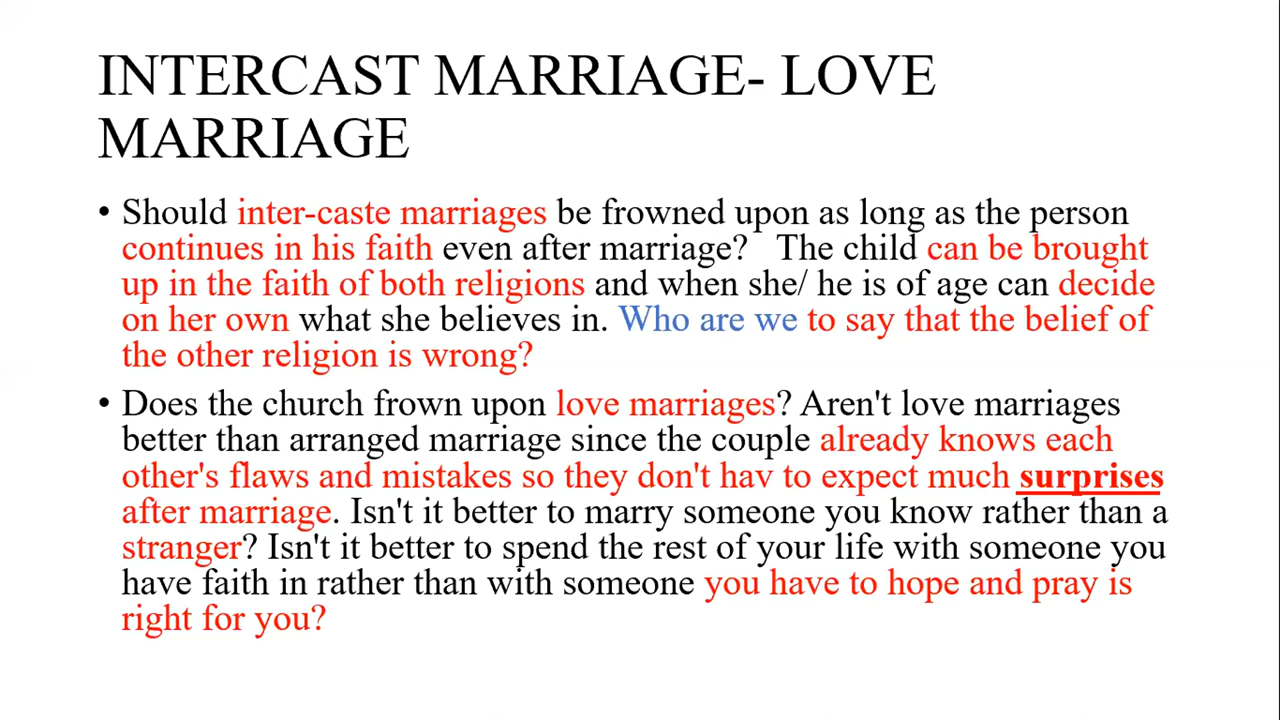 INTERCAST MARRIAGE- LOVE
MARRIAGE
• Should inter-caste marriages be frowned upon as long as the person
continues in his faith even after marriage? The child can be brought
up in the faith of both religions and when she/ he is of age can decide
on her own what she believes in. Who are we to say that the belief of
the other religion is wrong?
• Does the church frown upon love marriages? Aren't love marriages
better than arranged marriage since the couple already knows each
other's flaws and mistakes so they don't hav to expect much surprises
after marriage. Isn't it better to marry someone you know rather than a
stranger? Isn't it better to spend the rest of your life with someone you
have faith in rather than with someone you have to hope and pray is
right for you?